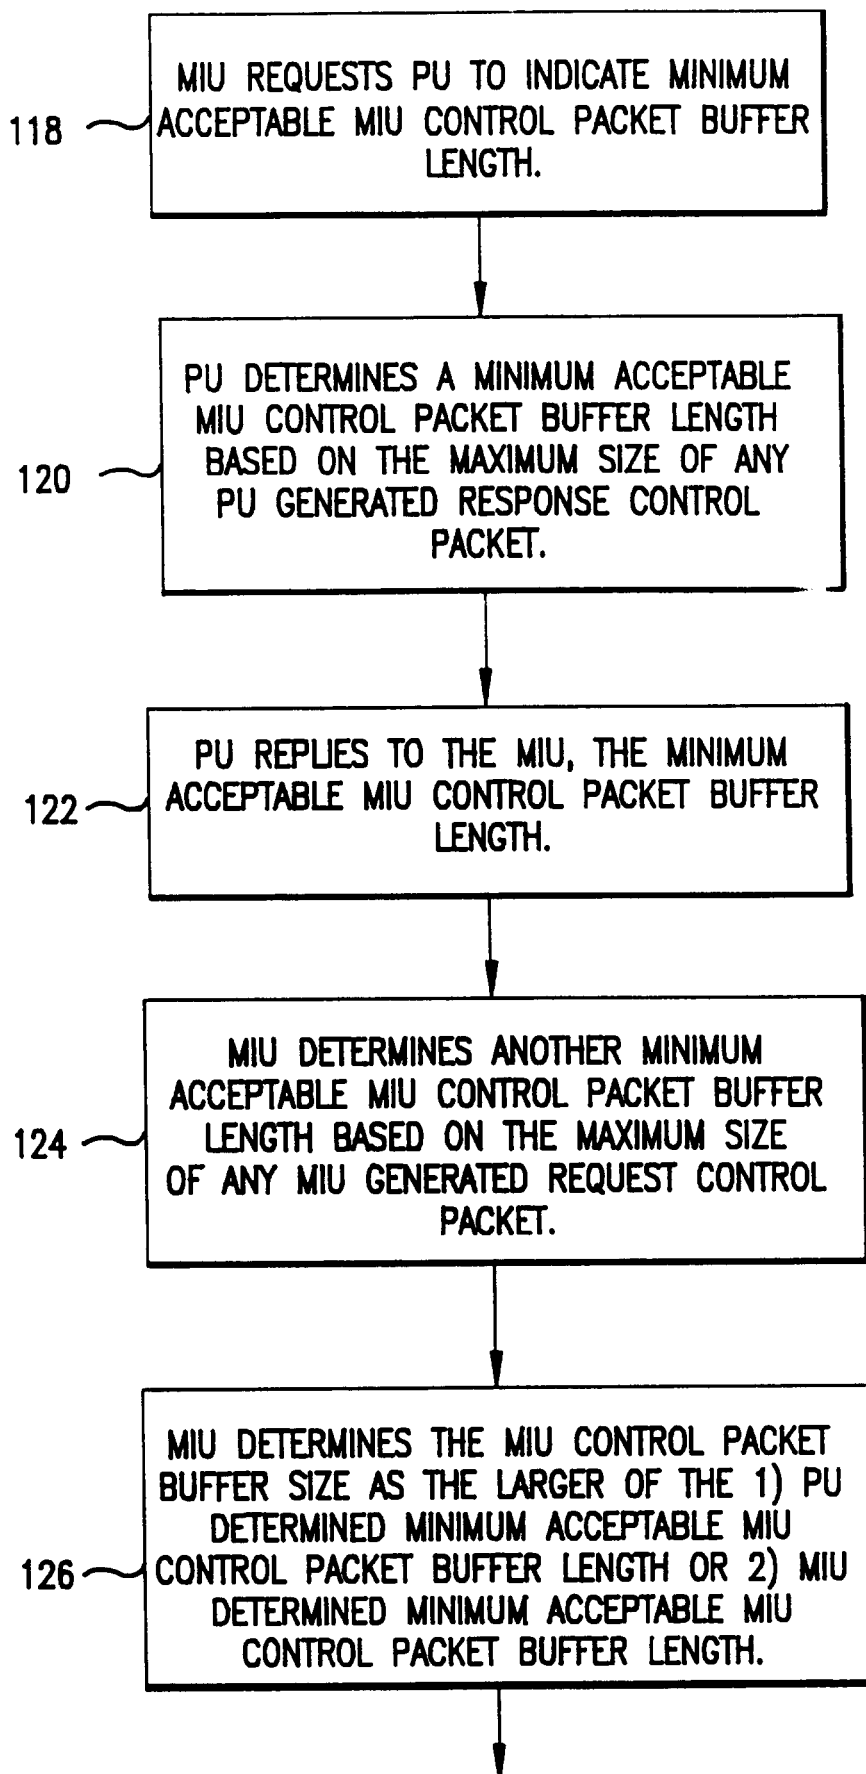 MIU REQUESTS PU TO INDICATE MINIMUM
118 ACCEPTABLE MIU CONTROL PACKET BUFFER
LENGTH.
PU DETERMINES A MINIMUM ACCEPTABLE
MIU CONTROL PACKET BUFFER LENGTH
120 BASED ON THE MAXIMUM SIZE OF ANY
PU GENERATED RESPONSE CONTROL
PACKET.
PU REPLIES TO THE MIU, THE MINIMUM
122 ACCEPTABLE MIU CONTROL PACKET BUFFER
LENGTH.
MIU DETERMINES ANOTHER MINIMUM
ACCEPTABLE MIU CONTROL PACKET BUFFER
124 LENGTH BASED ON THE MAXIMUM SIZE
OF ANY MIU GENERATED REQUEST CONTROL
PACKET.
MIU DETERMINES THE MIU CONTROL PACKET
BUFFER SIZE AS THE LARGER OF THE 1) PU
DETERMINED MINIMUM ACCEPTABLE MIU
126 CONTROL PACKET BUFFER LENGTH OR 2) MIU
DETERMINED MINIMUM ACCEPTABLE MIU
CONTROL PACKET BUFFER LENGTH.